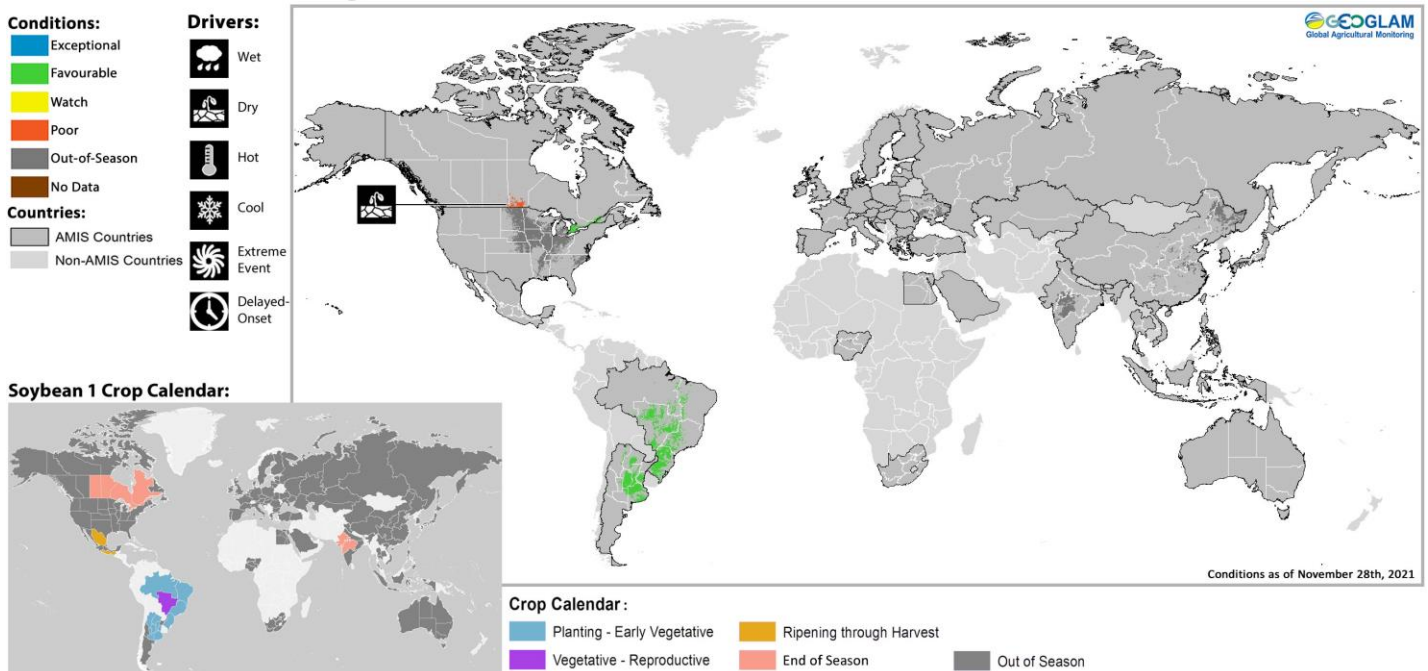 Conditions:
Exceptional
Favourable
Watch
Poor
Out-of-Season
No Data
Countries:
AMIS Countries
Non-AMIS Countries
Drivers:
Wet
Dry
Hot
Cool
Extreme
Event
Delayed-
Onset
GEOGLAM
Global Agricultural Monitoring
Conditions as of November 28th, 2021
Soybean 1 Crop Calendar:
Crop Calendar :
Planting - Early Vegetative
Vegetative - Reproductive
Ripening through Harvest
End of Season
Out of Season